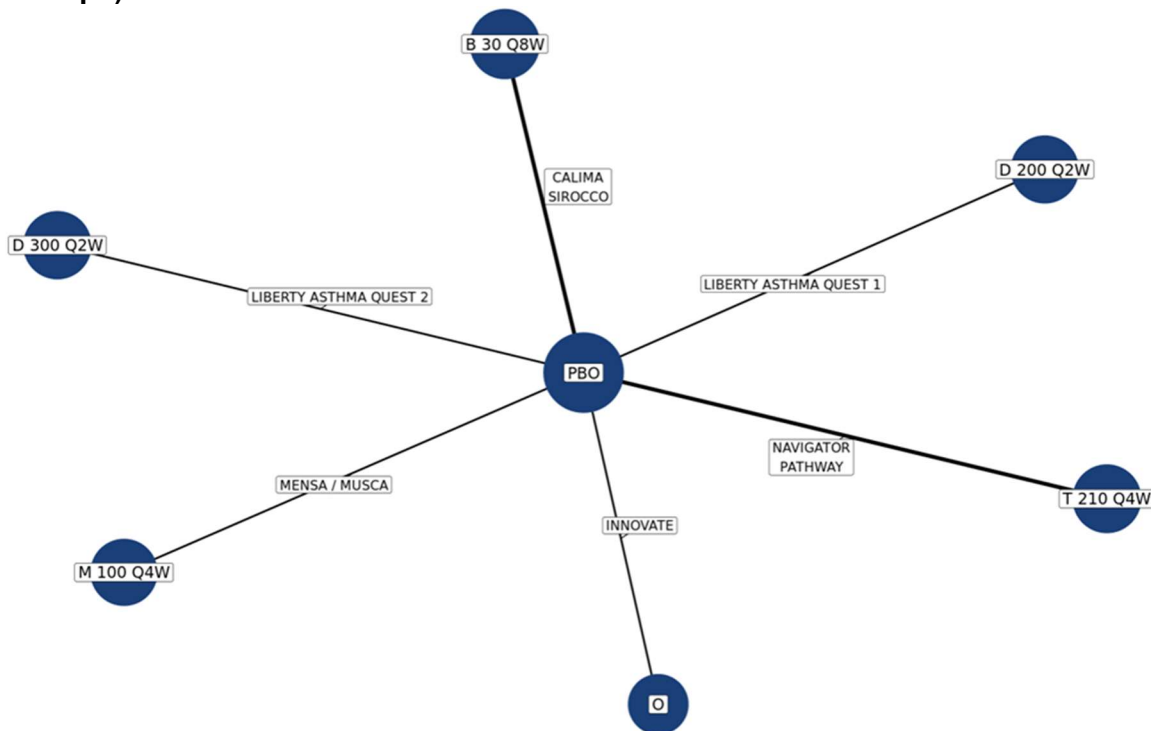 B 30 Q8W
D 200 Q2W
CALIMA
SIROCCO
D 300 Q2W
LIBERTY ASTHMA QUEST 1
LIBERTY ASTHMA QUEST 2
PBO
NAVIGATOR
PATHWAY
MENSA / MUSCA
T 210 Q4W
INNOVATE
M 100 Q4W
O